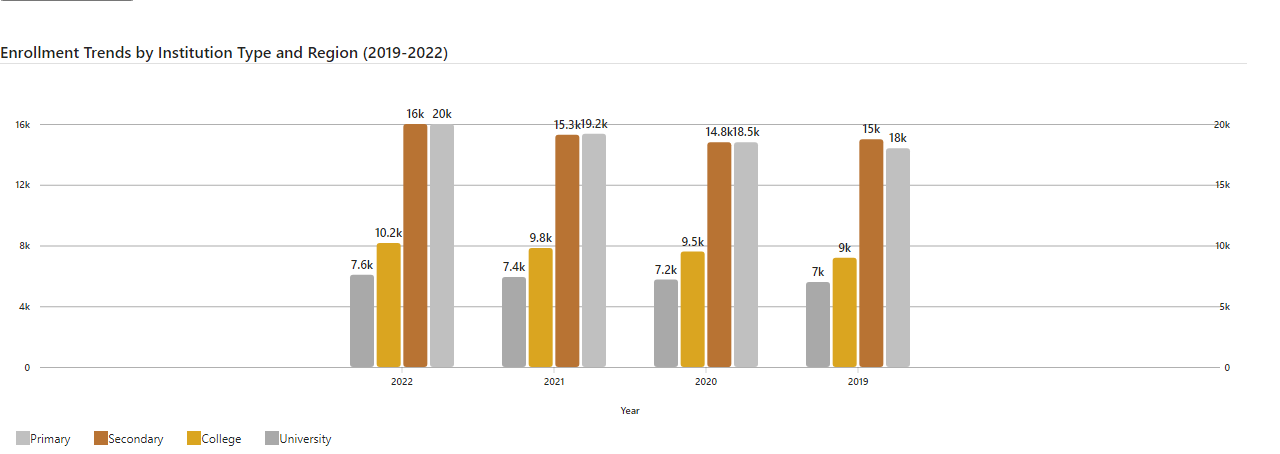 Enrollment Trends by Institution Type and Region (2019-2022)
16k 20k 15.3k 19.2k 14.8k 18.5k 15k 18k
10.2k 9.8k 9.5k 9k
7.6k 7.4k 7.2k 7k
16k 20k
12k 15k
8k 10k
4k 5k
0 0
2022 2021 2020 2019
Year
Primary Secondary College University